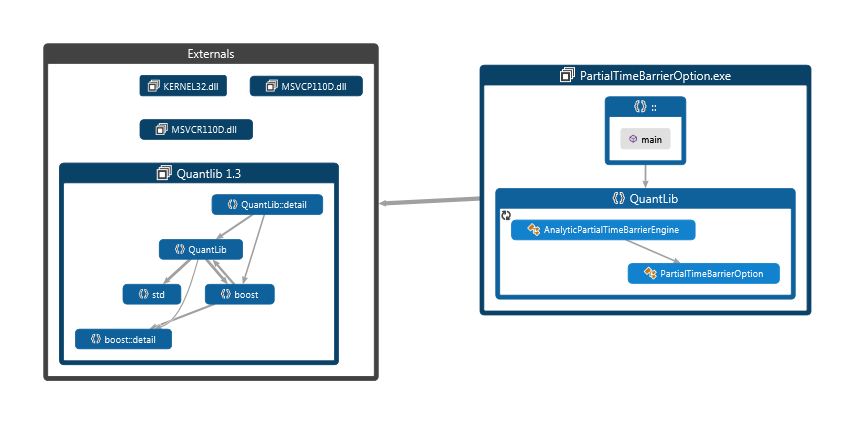 Externals
KERNEL32.dll
MSVCP110D.dll
MSVCR110D.dll
Quantlib 1.3
QuantLib::detail
QuantLib
std
boost
boost::detail
PartialTimeBarrierOption.exe
::
main
QuantLib
AnalyticPartialTimeBarrierEngine
PartialTimeBarrierOption